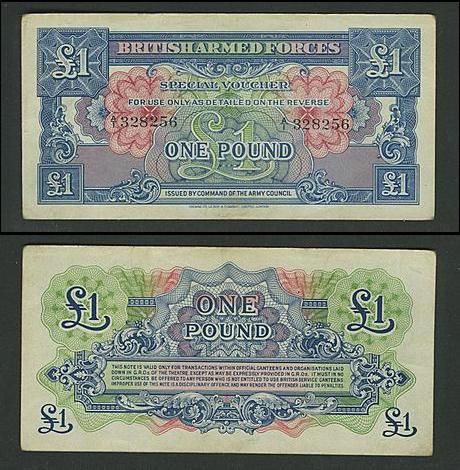 BRITISH ARMED FORCES
£1 £1
SPECIAL VOUCHER
FOR USE ONLY AS DETAILED ON THE REVERSE
A/1 328256 A/1 328256
£1
ONE POUND
£1 £1
ISSUED BY COMMAND OF THE ARMY COUNCIL
£1 ONE £1
POUND
THIS NOTE IS VALID ONLY FOR TRANSACTIONS WITHIN OFFICIAL CANTEENS AND ORGANISATIONS LAID
DOWN IN G.R.Os. OF THE THEATRE, EXCEPT AS MAY BE EXPRESSLY PROVIDED IN G.R.Os. IT MUST IN NO
CIRCUMSTANCES BE OFFERED TO ANY PERSON WHO IS NOT ENTITLED TO USE BRITISH SERVICE CANTEENS
IMPROPER USE OF THIS NOTE IS A DISCIPLINARY OFFENCE AND MAY RENDER THE OFFENDER LIABLE TO PENALTIES.
£1 £1